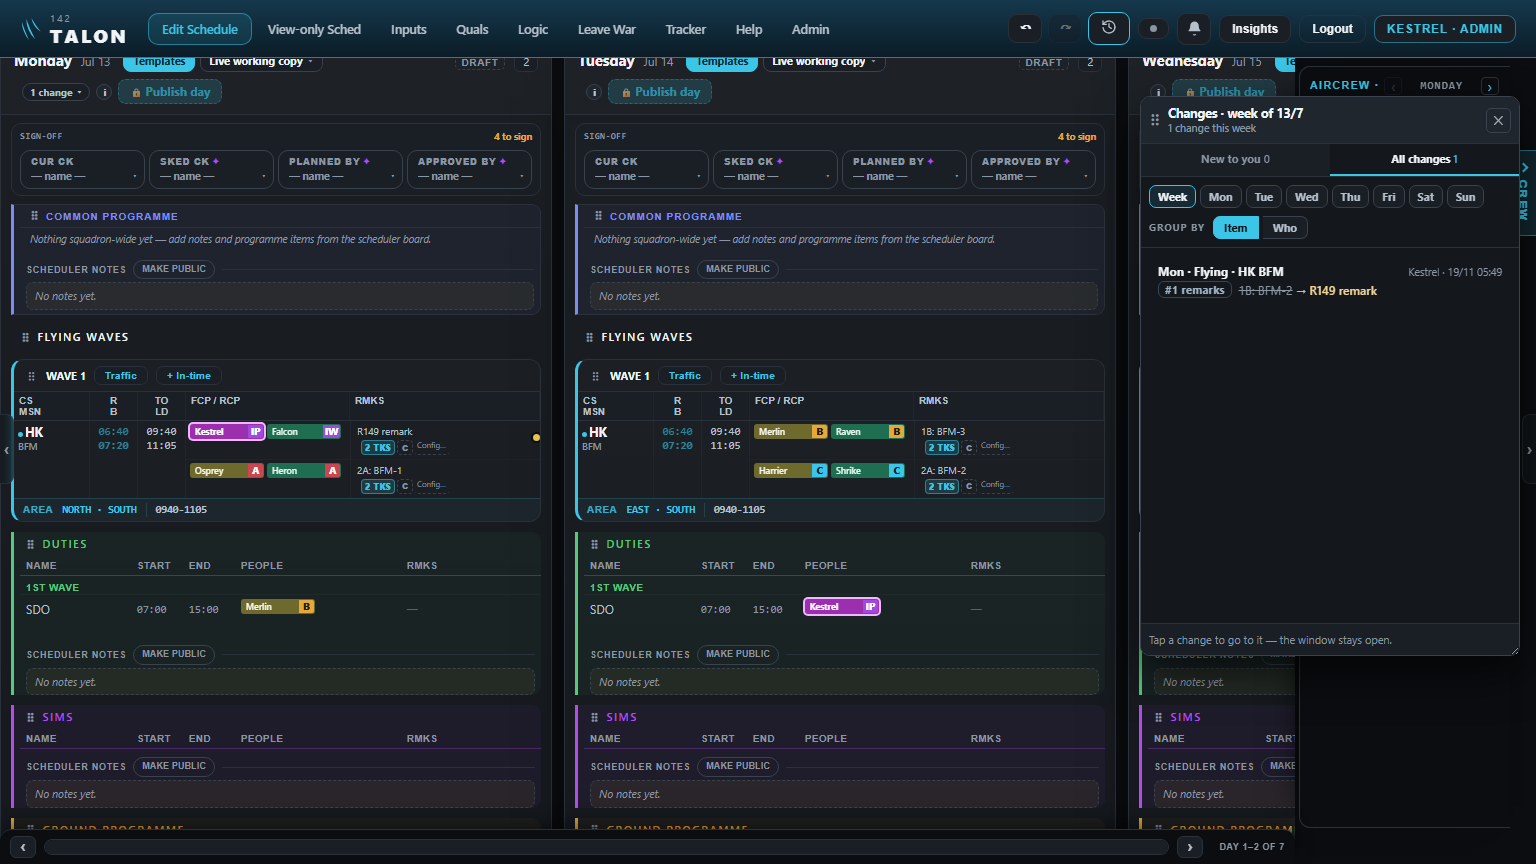 142
TALON
Edit Schedule
View-only Sched
Inputs
Quals
Logic
Leave War
Tracker
Help
Admin
Insights
Logout
KESTREL · ADMIN
Monday Jul 13 Templates Live working copy DRAFT 2
1 change i Publish day
SIGN-OFF 4 to sign
CUR CK SKED CK PLANNED BY APPROVED BY
— name — — name — — name — — name —
COMMON PROGRAMME
Nothing squadron-wide yet — add notes and programme items from the scheduler board.
SCHEDULER NOTES MAKE PUBLIC
No notes yet.
FLYING WAVES
WAVE 1 Traffic + In-time
CS R TO FCP / RCP RMKS
MSN B LD
HK 06:40 09:40 Kestrel IP Falcon IW R149 remark
BFM 07:20 11:05 2 TKS C Config...
Osprey A Heron A 2A: BFM-1
2 TKS C Config...
AREA NORTH · SOUTH 0940-1105
DUTIES
NAME START END PEOPLE RMKS
1ST WAVE
SDO 07:00 15:00 Merlin B —
SCHEDULER NOTES MAKE PUBLIC
No notes yet.
SIMS
NAME START END PEOPLE RMKS
SCHEDULER NOTES MAKE PUBLIC
No notes yet.
GROUND PROGRAMME
Tuesday Jul 14 Templates Live working copy DRAFT 2
i Publish day
SIGN-OFF 4 to sign
CUR CK SKED CK PLANNED BY APPROVED BY
— name — — name — — name — — name —
COMMON PROGRAMME
Nothing squadron-wide yet — add notes and programme items from the scheduler board.
SCHEDULER NOTES MAKE PUBLIC
No notes yet.
FLYING WAVES
WAVE 1 Traffic + In-time
CS R TO FCP / RCP RMKS
MSN B LD
HK 06:40 09:40 Merlin B Raven B 1B: BFM-3
BFM 07:20 11:05 2 TKS C Config...
Harrier C Shrike C 2A: BFM-2
2 TKS C Config...
AREA EAST · SOUTH 0940-1105
DUTIES
NAME START END PEOPLE RMKS
1ST WAVE
SDO 07:00 15:00 Kestrel IP —
SCHEDULER NOTES MAKE PUBLIC
No notes yet.
SIMS
NAME START END PEOPLE RMKS
SCHEDULER NOTES MAKE PUBLIC
No notes yet.
GROUND PROGRAMME
Wednesday Jul 15 Te
i Publish day
AIRCREW · MONDAY
CREW
Changes · week of 13/7
1 change this week
New to you 0 All changes 1
Week Mon Tue Wed Thu Fri Sat Sun
GROUP BY Item Who
Mon · Flying · HK BFM Kestrel · 19/11 05:49
#1 remarks 1B: BFM-2 → R149 remark
Tap a change to go to it — the window stays open.
SCHEDULER NOTES
No notes yet.
SIMS
NAME START
SCHEDULER NOTES MAKE
No notes yet.
GROUND PROGRAM
DAY 1–2 OF 7